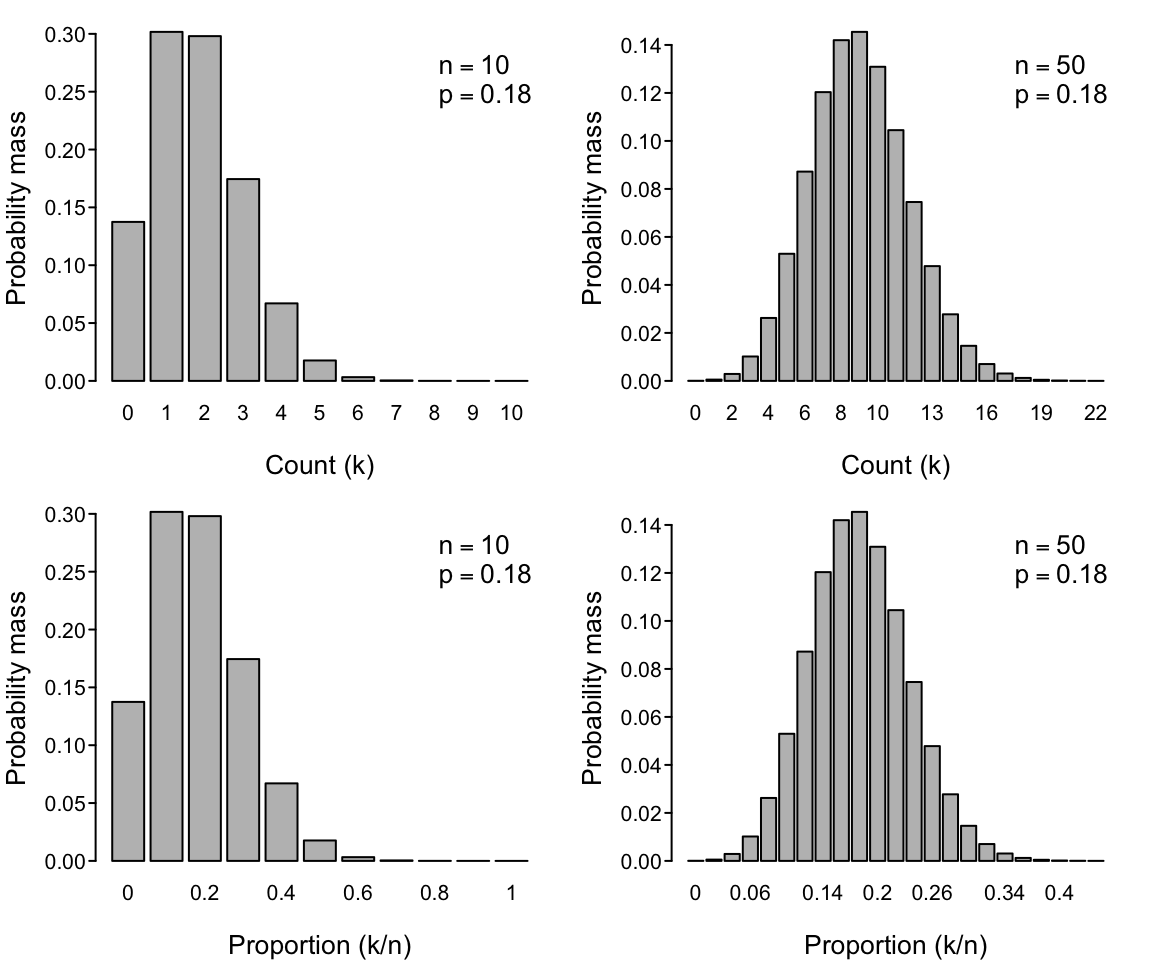 0.30
0.25
0.20
0.15
0.10
0.05
0.00
Probability mass
n = 10
p = 0.18
0 1 2 3 4 5 6 7 8 9 10
Count (k)
0.14
0.12
0.10
0.08
0.06
0.04
0.02
0.00
Probability mass
n = 50
p = 0.18
0 2 4 6 8 10 13 16 19 22
Count (k)
0.30
0.25
0.20
0.15
0.10
0.05
0.00
Probability mass
n = 10
p = 0.18
0 0.2 0.4 0.6 0.8 1
Proportion (k/n)
0.14
0.12
0.10
0.08
0.06
0.04
0.02
0.00
Probability mass
n = 50
p = 0.18
0 0.06 0.14 0.2 0.26 0.34 0.4
Proportion (k/n)